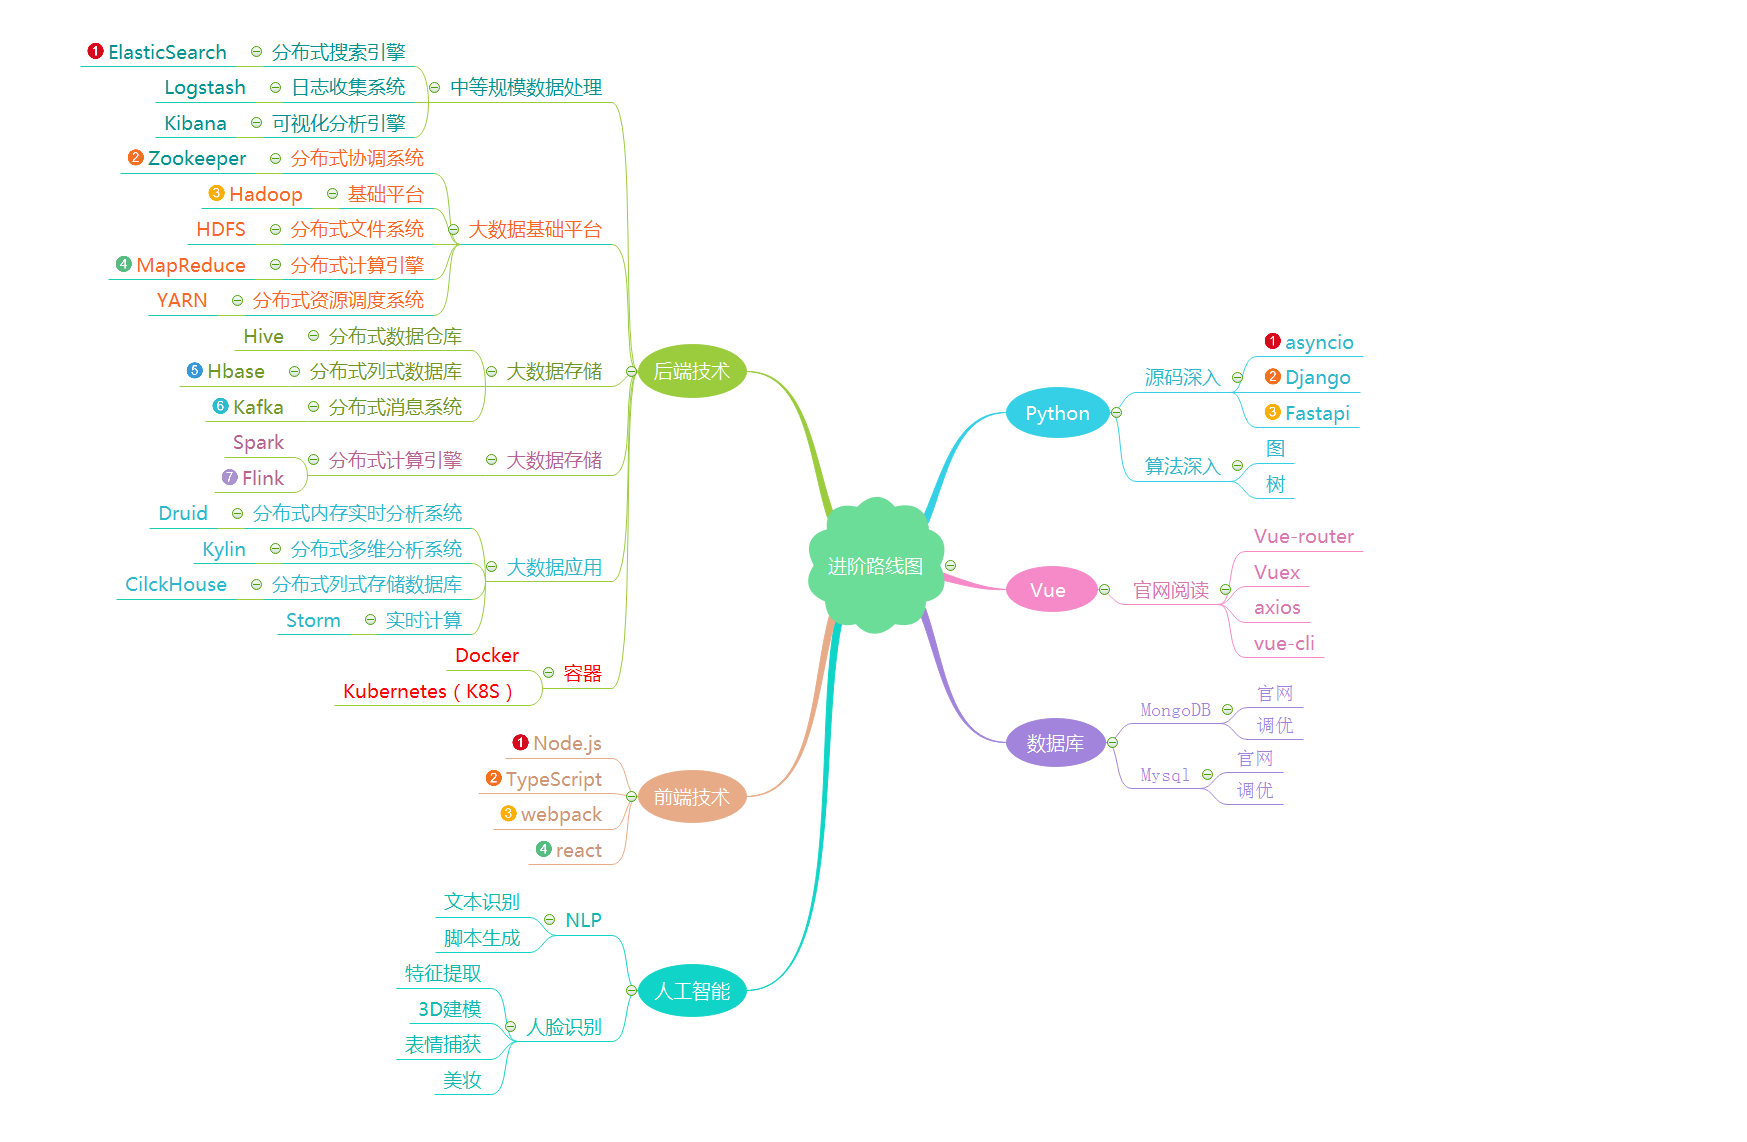 进阶路线图
后端技术
中等规模数据处理
分布式搜索引擎
1 ElasticSearch
日志收集系统
Logstash
可视化分析引擎
Kibana
大数据基础平台
分布式协调系统
2 Zookeeper
基础平台
3 Hadoop
分布式文件系统
HDFS
分布式计算引擎
4 MapReduce
分布式资源调度系统
YARN
大数据存储
分布式数据仓库
Hive
分布式列式数据库
5 Hbase
分布式消息系统
6 Kafka
大数据存储
分布式计算引擎
Spark
7 Flink
大数据应用
分布式内存实时分析系统
Druid
分布式多维分析系统
Kylin
分布式列式存储数据库
CilckHouse
实时计算
Storm
容器
Docker
Kubernetes（K8S）
前端技术
1 Node.js
2 TypeScript
3 webpack
4 react
人工智能
NLP
文本识别
脚本生成
人脸识别
特征提取
3D建模
表情捕获
美妆
Python
源码深入
1 asyncio
2 Django
3 Fastapi
算法深入
图
树
Vue
官网阅读
Vue-router
Vuex
axios
vue-cli
数据库
MongoDB
官网
调优
Mysql
官网
调优